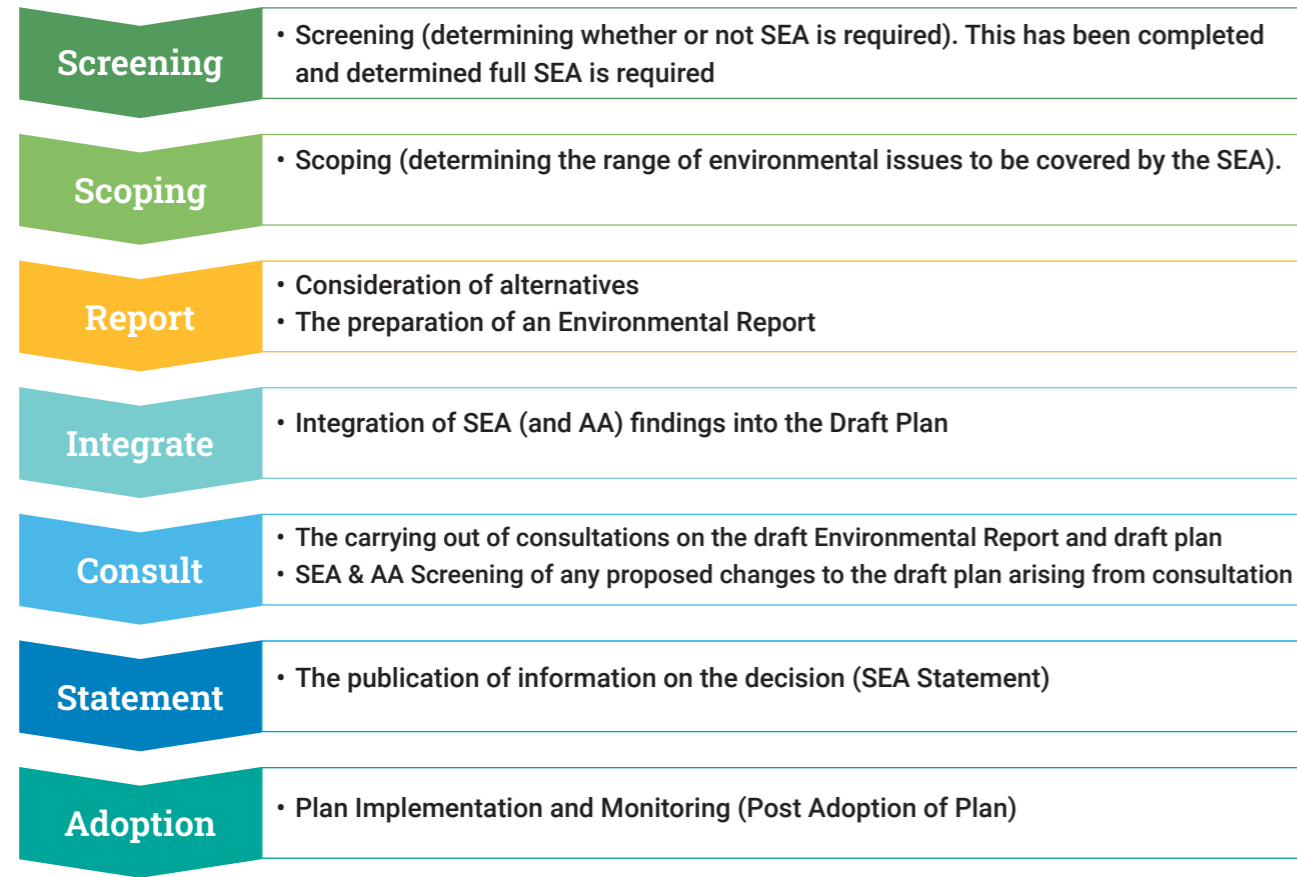 Screening
• Screening (determining whether or not SEA is required). This has been completed
and determined full SEA is required
Scoping
• Scoping (determining the range of environmental issues to be covered by the SEA).
Report
• Consideration of alternatives
• The preparation of an Environmental Report
Integrate
• Integration of SEA (and AA) findings into the Draft Plan
Consult
• The carrying out of consultations on the draft Environmental Report and draft plan
• SEA & AA Screening of any proposed changes to the draft plan arising from consultation
Statement
• The publication of information on the decision (SEA Statement)
Adoption
• Plan Implementation and Monitoring (Post Adoption of Plan)